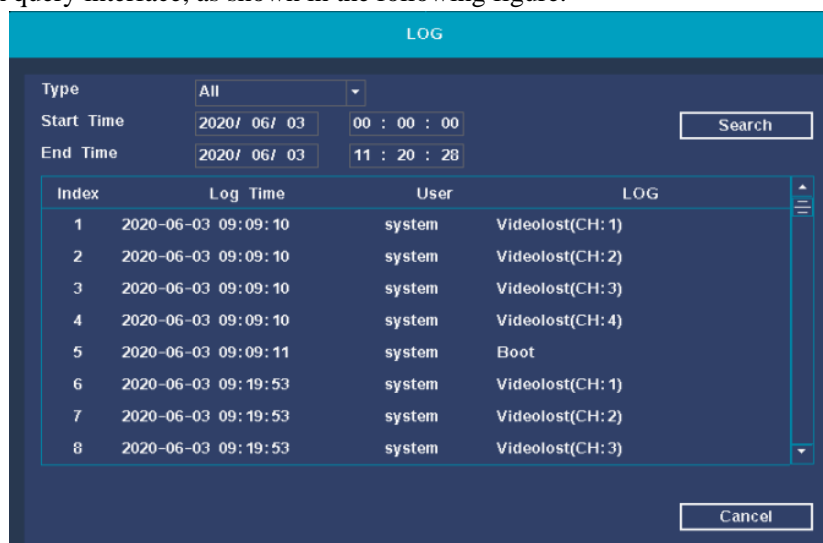 query interface, as shown in the following figure.
LOG
Type All
Start Time 2020/ 06/ 03 00 : 00 : 00 Search
End Time 2020/ 06/ 03 11 : 20 : 28
Index Log Time User LOG
1 2020-06-03 09:09:10 system Videolost(CH:1)
2 2020-06-03 09:09:10 system Videolost(CH:2)
3 2020-06-03 09:09:10 system Videolost(CH:3)
4 2020-06-03 09:09:10 system Videolost(CH:4)
5 2020-06-03 09:09:11 system Boot
6 2020-06-03 09:19:53 system Videolost(CH:1)
7 2020-06-03 09:19:53 system Videolost(CH:2)
8 2020-06-03 09:19:53 system Videolost(CH:3)
Cancel